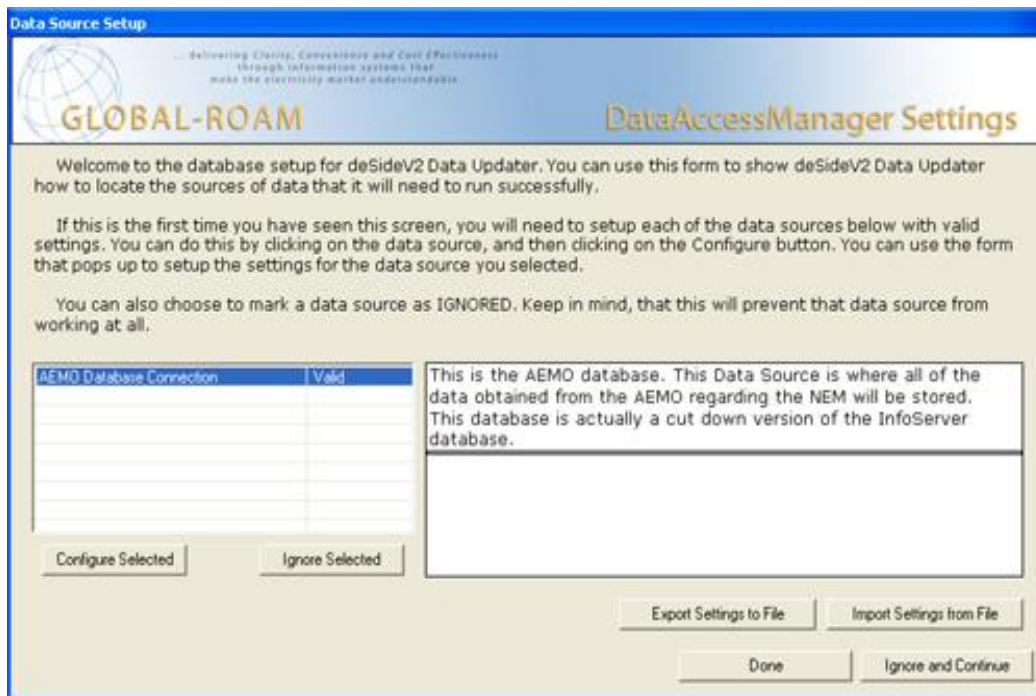 Data Source Setup
... delivering Clarity, Convenience and Cost Effectiveness
through information systems that
make the electricity market understandable
GLOBAL-ROAM
DataAccessManager Settings
Welcome to the database setup for deSideV2 Data Updater. You can use this form to show deSideV2 Data Updater
how to locate the sources of data that it will need to run successfully.
If this is the first time you have seen this screen, you will need to setup each of the data sources below with valid
settings. You can do this by clicking on the data source, and then clicking on the Configure button. You can use the form
that pops up to setup the settings for the data source you selected.
You can also choose to mark a data source as IGNORED. Keep in mind, that this will prevent that data source from
working at all.
AEMO Database Connection Valid
This is the AEMO database. This Data Source is where all of the
data obtained from the AEMO regarding the NEM will be stored.
This database is actually a cut down version of the InfoServer
database.
Configure Selected
Ignore Selected
Export Settings to File
Import Settings from File
Done
Ignore and Continue